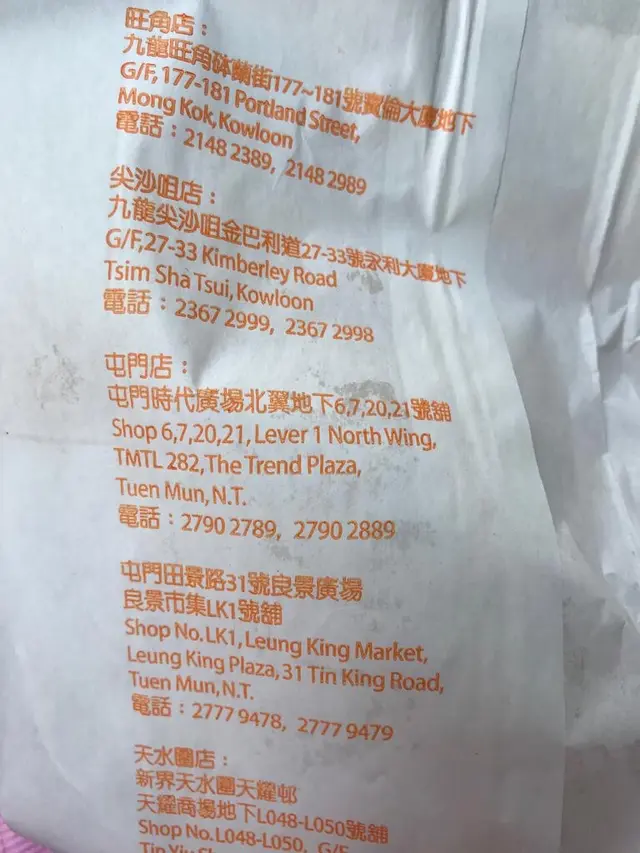 旺角店：
九龍旺角砵蘭街177~181號寶倫大廈地下
G/F, 177-181 Portland Street,
Mong Kok, Kowloon
電話：2148 2389, 2148 2989
尖沙咀店：
九龍尖沙咀金巴利道27-33號永利大廈地下
G/F,27-33 Kimberley Road
Tsim Sha Tsui, Kowloon
電話：2367 2999, 2367 2998
屯門店：
屯門時代廣場北翼地下6,7,20,21號舖
Shop 6,7,20,21, Lever 1 North Wing,
TMTL 282, The Trend Plaza,
Tuen Mun, N.T.
電話：2790 2789, 2790 2889
屯門田景路31號良景廣場
良景市集LK1號舖
Shop No. LK1, Leung King Market,
Leung King Plaza, 31 Tin King Road,
Tuen Mun, N.T.
電話：2777 9478, 2777 9479
天水圍店：
新界天水圍天耀邨
天耀商場地下L048-L050號舖
Shop No. L048-L050, G/F
Tin Yiu